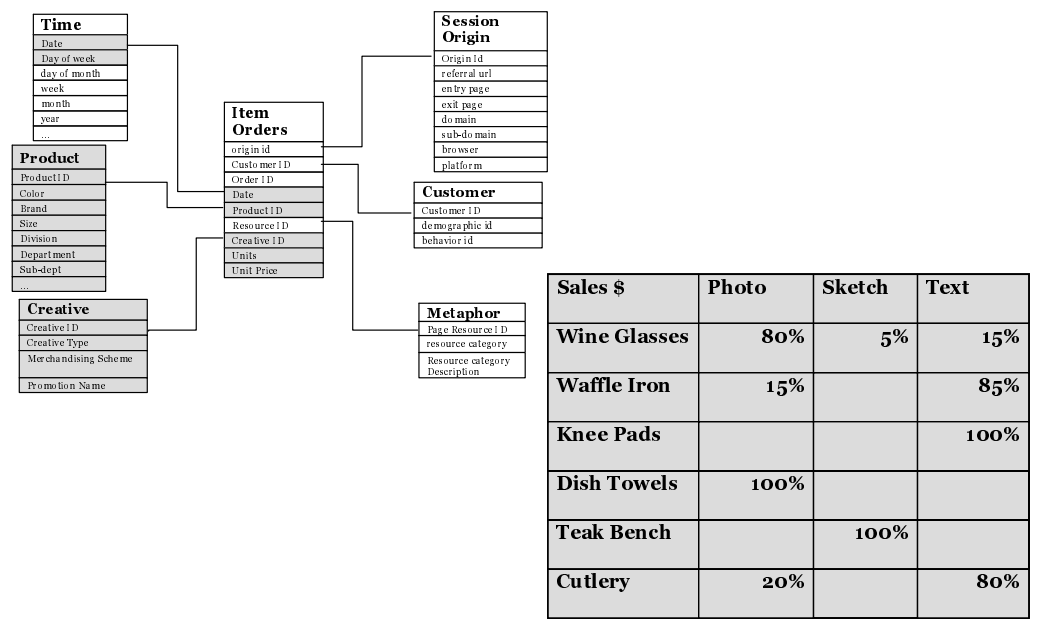 Time
Date
Day of week
day of month
week
month
year
...
Product
Product ID
Color
Brand
Size
Division
Department
Sub-dept
...
Creative
Creative ID
Creative Type
Merchandising Scheme
Promotion Name
Item
Orders
origin id
Customer ID
Order ID
Date
Product ID
Resource ID
Creative ID
Units
Unit Price
Session
Origin
Origin Id
referral url
entry page
exit page
domain
sub-domain
browser
platform
Customer
Customer ID
demographic id
behavior id
Metaphor
Page Resource ID
resource category
Resource category
Description
Sales $ Photo Sketch Text
Wine Glasses 80% 5% 15%
Waffle Iron 15% 85%
Knee Pads 100%
Dish Towels 100%
Teak Bench 100%
Cutlery 20% 80%